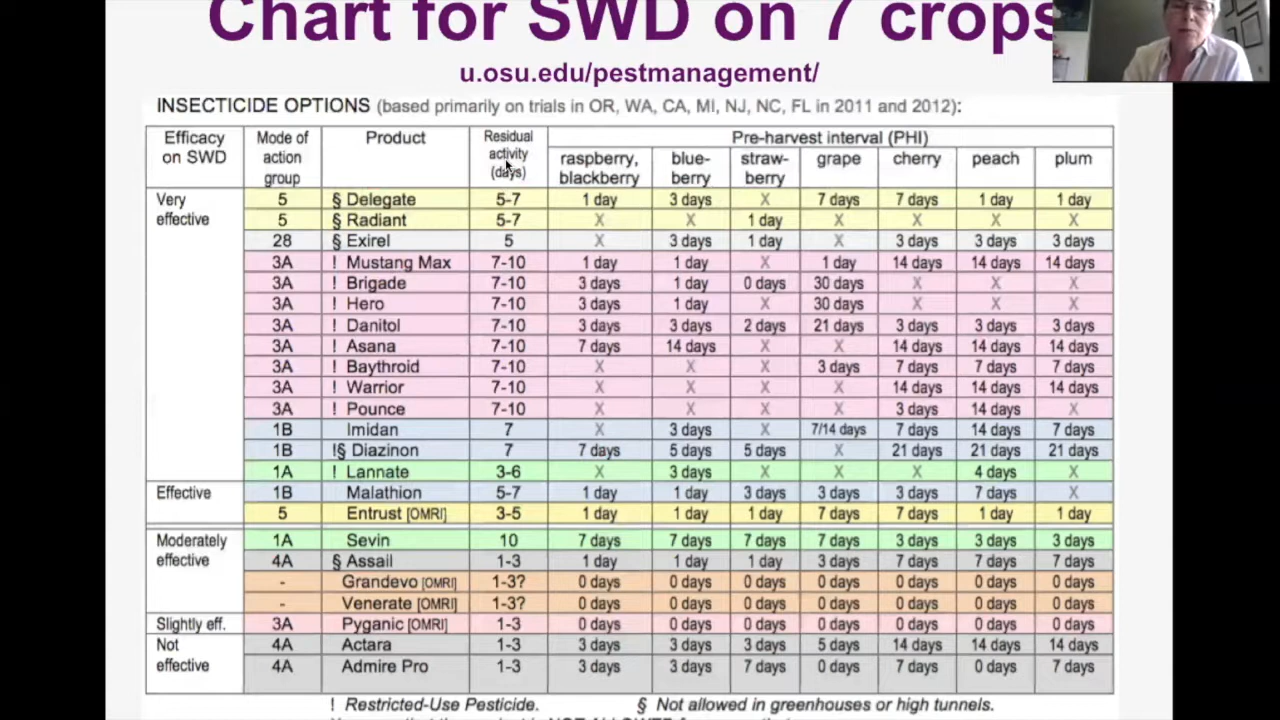 Chart for SWD on 7 crops
u.osu.edu/pestmanagement/
INSECTICIDE OPTIONS (based primarily on trials in OR, WA, CA, MI, NJ, NC, FL in 2011 and 2012):
Efficacy on SWD Mode of action group Product Residual activity (days) Pre-harvest interval (PHI)
raspberry, blackberry blue-berry straw-berry grape cherry peach plum
Very effective 5 § Delegate 5-7 1 day 3 days X 7 days 7 days 1 day 1 day
5 § Radiant 5-7 X X 1 day X X X X
28 § Exirel 5 X 3 days 1 day X 3 days 3 days 3 days
3A ! Mustang Max 7-10 1 day 1 day X 1 day 14 days 14 days 14 days
3A ! Brigade 7-10 3 days 1 day 0 days 30 days X X X
3A ! Hero 7-10 3 days 1 day X 30 days X X X
3A ! Danitol 7-10 3 days 3 days 2 days 21 days 3 days 3 days 3 days
3A ! Asana 7-10 7 days 14 days X X 14 days 14 days 14 days
3A ! Baythroid 7-10 X X X 3 days 7 days 7 days 7 days
3A ! Warrior 7-10 X X X X 14 days 14 days 14 days
3A ! Pounce 7-10 X X X X 3 days 14 days X
1B Imidan 7 X 3 days X 7/14 days 7 days 14 days 7 days
1B !§ Diazinon 7 7 days 5 days 5 days X 21 days 21 days 21 days
1A ! Lannate 3-6 X 3 days X X X 4 days X
Effective 1B Malathion 5-7 1 day 1 day 3 days 3 days 3 days 7 days X
5 Entrust [OMRI] 3-5 1 day 1 day 1 day 7 days 7 days 1 day 1 day
Moderately effective 1A Sevin 10 7 days 7 days 7 days 7 days 3 days 3 days 3 days
4A § Assail 1-3 1 day 1 day 1 day 3 days 7 days 7 days 7 days
- Grandevo [OMRI] 1-3? 0 days 0 days 0 days 0 days 0 days 0 days 0 days
- Venerate [OMRI] 1-3? 0 days 0 days 0 days 0 days 0 days 0 days 0 days
Slightly eff. 3A Pyganic [OMRI] 1-3 0 days 0 days 0 days 0 days 0 days 0 days 0 days
Not effective 4A Actara 1-3 3 days 3 days 3 days 5 days 14 days 14 days 14 days
4A Admire Pro 1-3 3 days 3 days 7 days 0 days 7 days 0 days 7 days
! Restricted-Use Pesticide. § Not allowed in greenhouses or high tunnels.